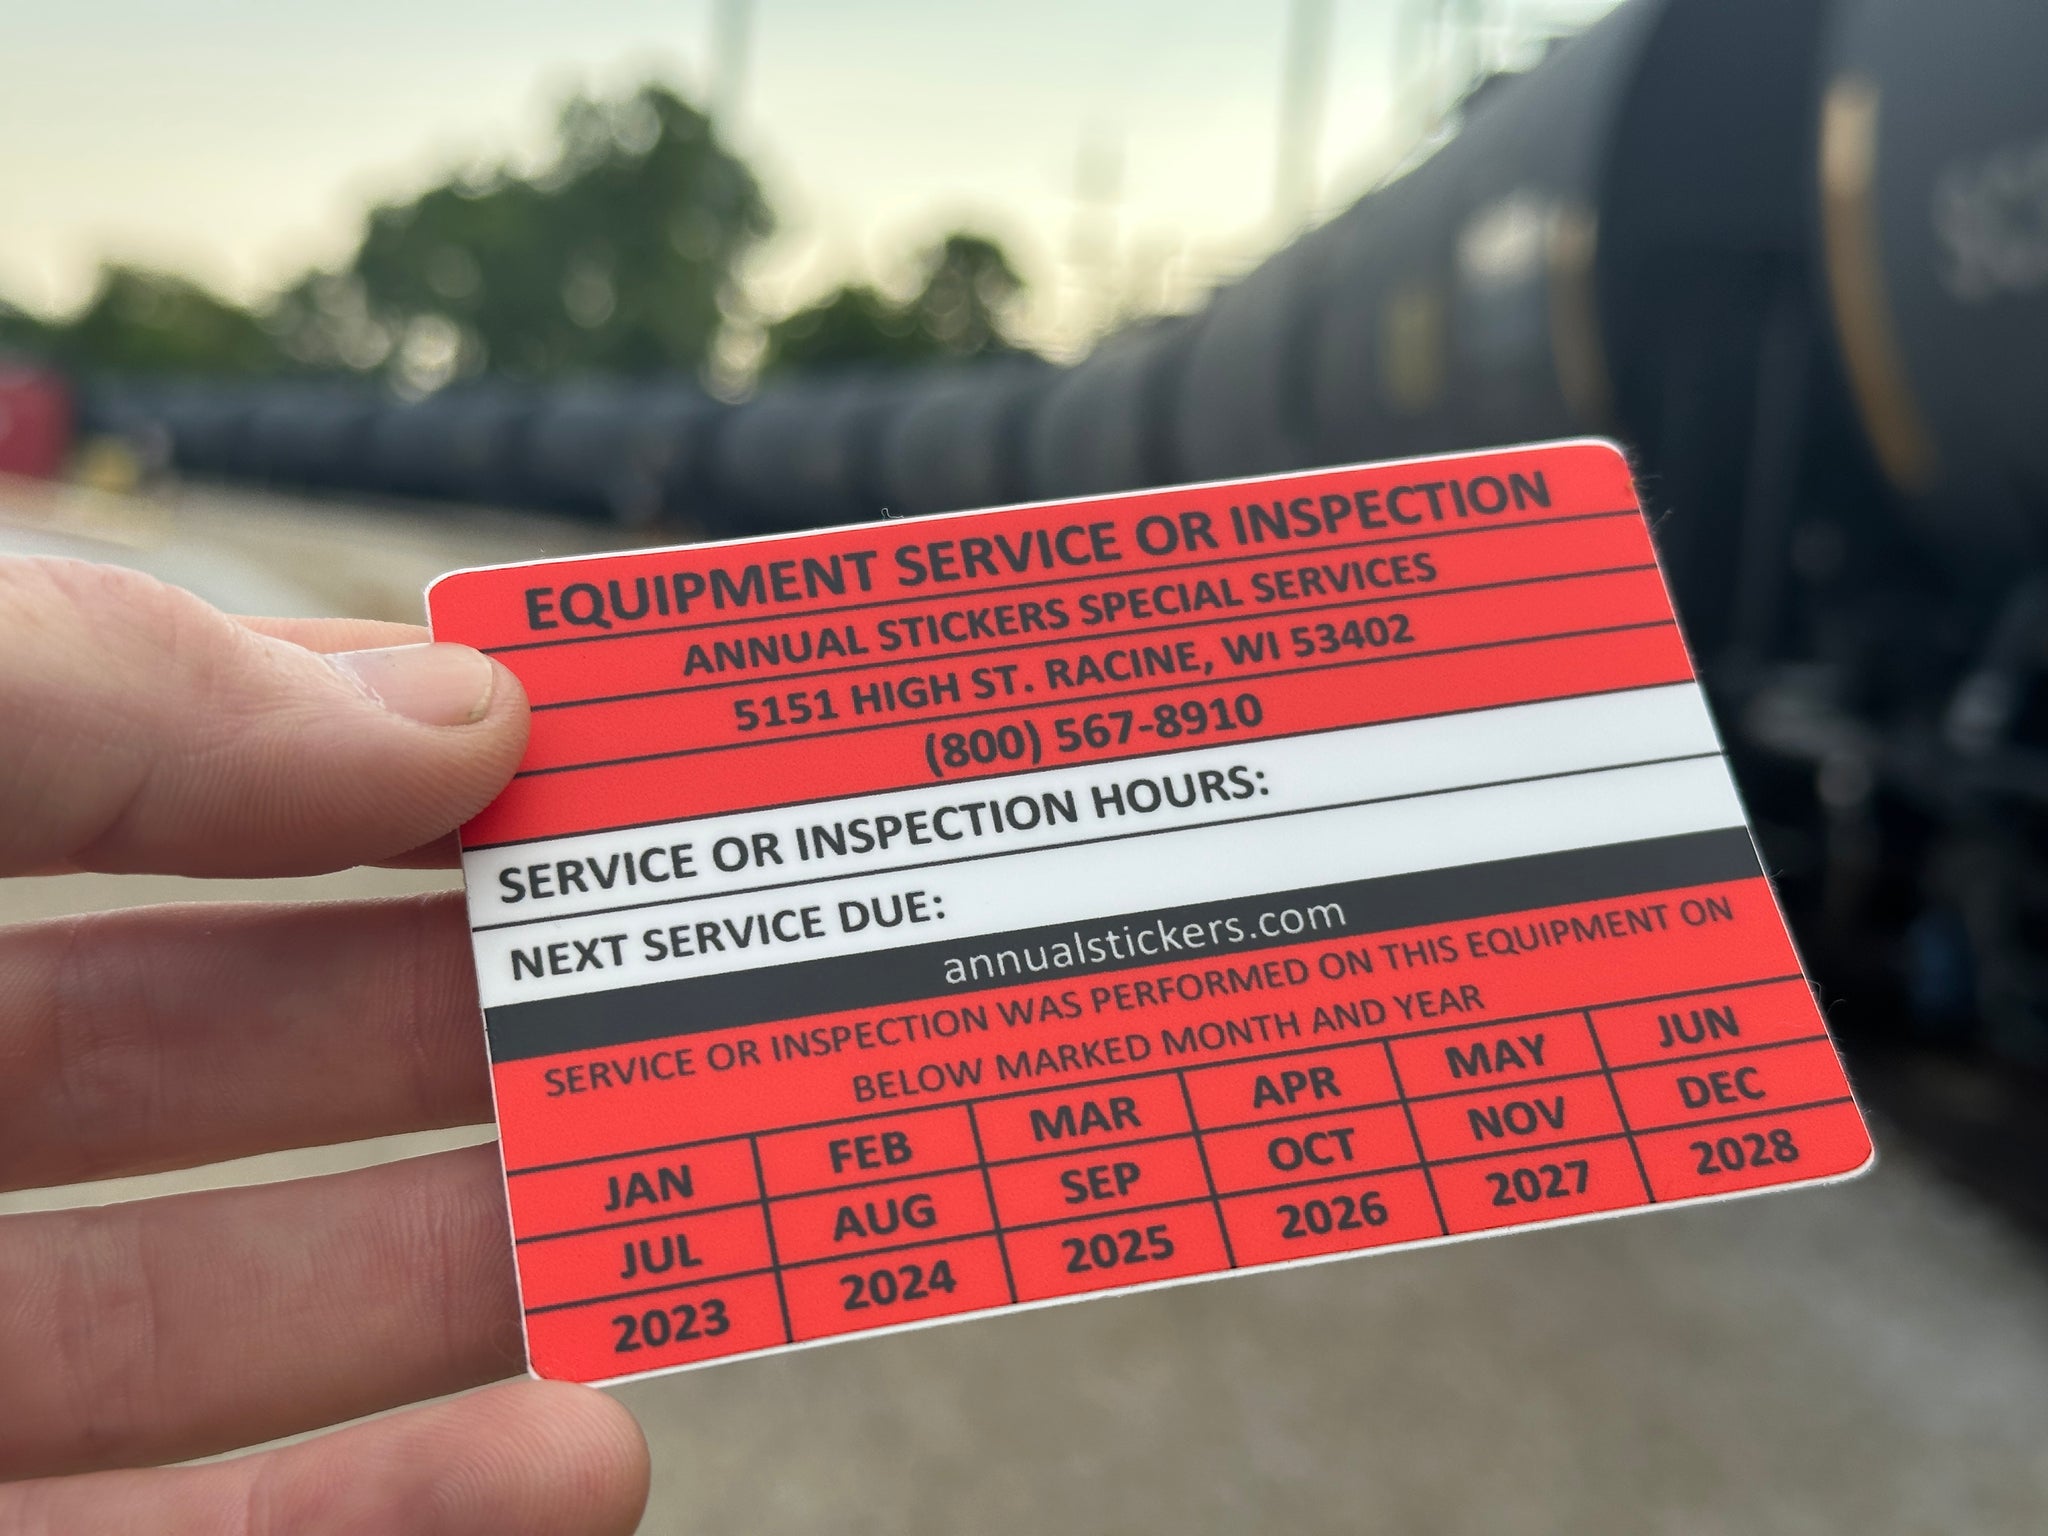 EQUIPMENT SERVICE OR INSPECTION
ANNUAL STICKERS SPECIAL SERVICES
5151 HIGH ST. RACINE, WI 53402
(800) 567-8910
SERVICE OR INSPECTION HOURS:
NEXT SERVICE DUE:
annualstickers.com
SERVICE OR INSPECTION WAS PERFORMED ON THIS EQUIPMENT ON
BELOW MARKED MONTH AND YEAR
JAN FEB MAR APR MAY JUN
JUL AUG SEP OCT NOV DEC
2023 2024 2025 2026 2027 2028